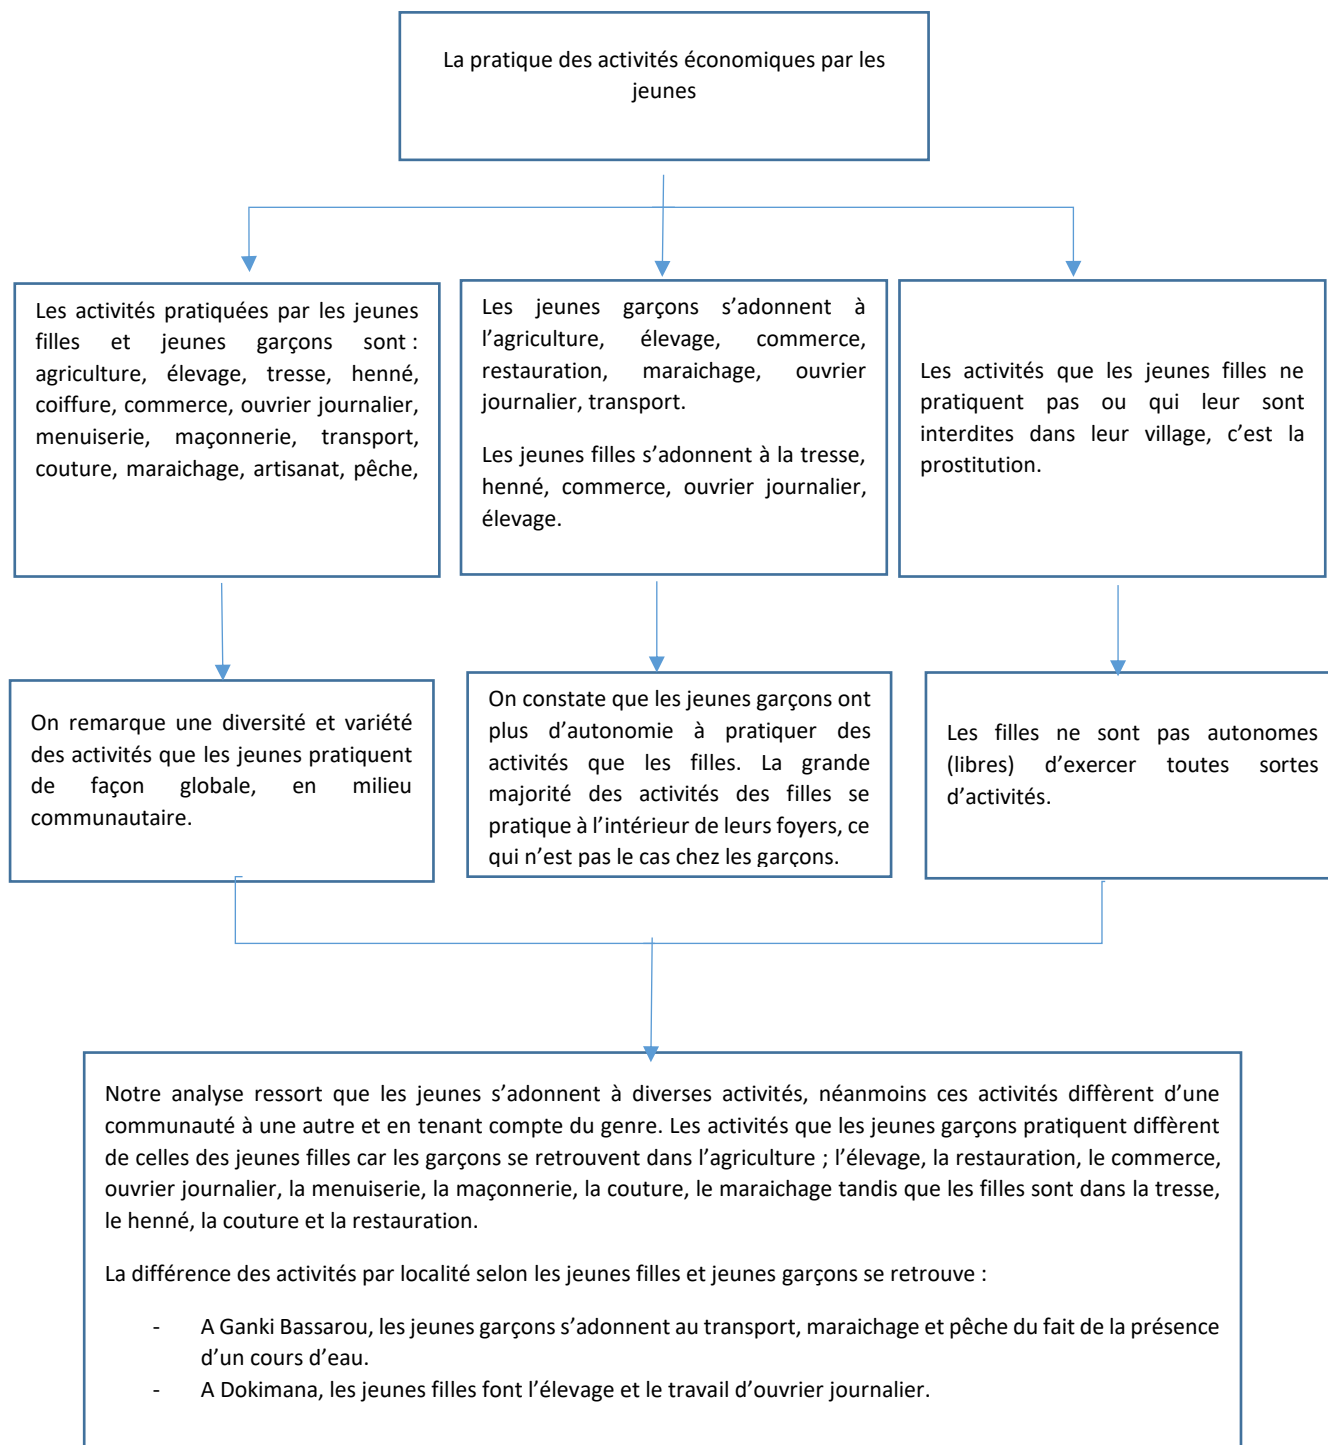 La pratique des activités économiques par les
jeunes
Les activités pratiquées par les jeunes
filles et jeunes garçons sont :
agriculture, élevage, tresse, henné,
coiffure, commerce, ouvrier journalier,
menuiserie, maçonnerie, transport,
couture, maraichage, artisanat, pêche,
Les jeunes garçons s’adonnent à
l’agriculture, élevage, commerce,
restauration, maraichage, ouvrier
journalier, transport.
Les jeunes filles s’adonnent à la tresse,
henné, commerce, ouvrier journalier,
élevage.
Les activités que les jeunes filles ne
pratiquent pas ou qui leur sont
interdites dans leur village, c’est la
prostitution.
On remarque une diversité et variété
des activités que les jeunes pratiquent
de façon globale, en milieu
communautaire.
On constate que les jeunes garçons ont
plus d’autonomie à pratiquer des
activités que les filles. La grande
majorité des activités des filles se
pratique à l’intérieur de leurs foyers, ce
qui n’est pas le cas chez les garçons.
Les filles ne sont pas autonomes
(libres) d’exercer toutes sortes
d’activités.
Notre analyse ressort que les jeunes s’adonnent à diverses activités, néanmoins ces activités diffèrent d’une
communauté à une autre et en tenant compte du genre. Les activités que les jeunes garçons pratiquent diffèrent
de celles des jeunes filles car les garçons se retrouvent dans l’agriculture ; l’élevage, la restauration, le commerce,
ouvrier journalier, la menuiserie, la maçonnerie, la couture, le maraichage tandis que les filles sont dans la tresse,
le henné, la couture et la restauration.
La différence des activités par localité selon les jeunes filles et jeunes garçons se retrouve :
- A Ganki Bassarou, les jeunes garçons s’adonnent au transport, maraichage et pêche du fait de la présence
d’un cours d’eau.
- A Dokimana, les jeunes filles font l’élevage et le travail d’ouvrier journalier.